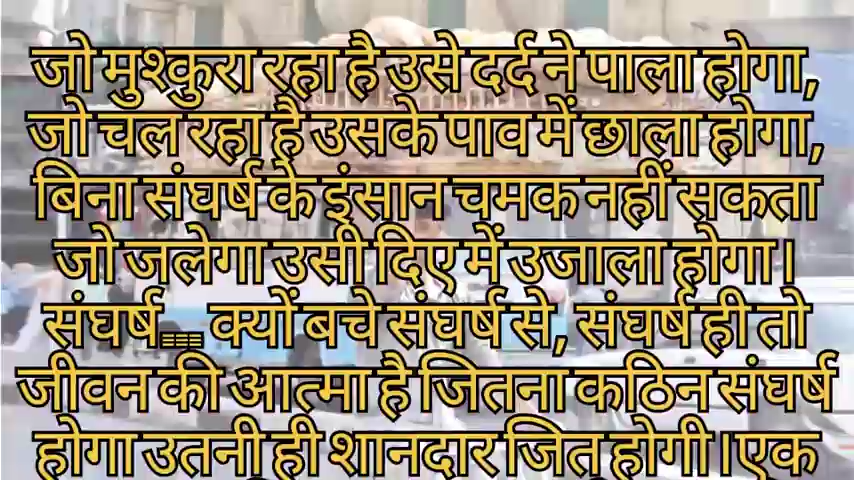 जो मुश्कुरा रहा है उसे दर्द ने पाला होगा,
जो चल रहा है उसके पाव में छाला होगा,
बिना संघर्ष के इंसान चमक नहीं सकता
जो जलेगा उसी दिए में उजाला होगा।
संघर्ष... क्यों बचे संघर्ष से, संघर्ष ही तो
जीवन की आत्मा है जितना कठिन संघर्ष
होगा उतनी ही शानदार जित होगी।एक